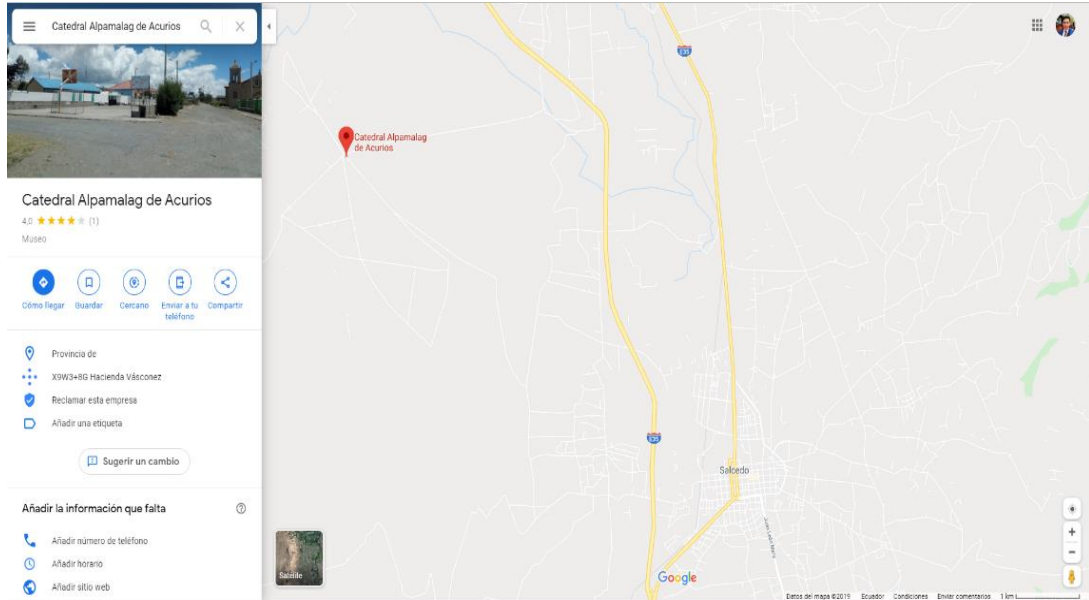 Catedral Alpamalag de Acurios
Catedral Alpamalag de Acurios
4,0 (1)
Museo
Cómo llegar
Guardar
Cercano
Enviar a tu
teléfono
Compartir
Provincia de
X9W3+8G Hacienda Vásconez
Reclamar esta empresa
Añadir una etiqueta
Sugerir un cambio
Añadir la información que falta
Añadir número de teléfono
Añadir horario
Añadir sitio web
E35
Catedral Alpamalag
de Acurios
E35
Salcedo
Satélite
Google
Datos del mapa ©2019 Ecuador Condiciones Enviar comentarios 1 km